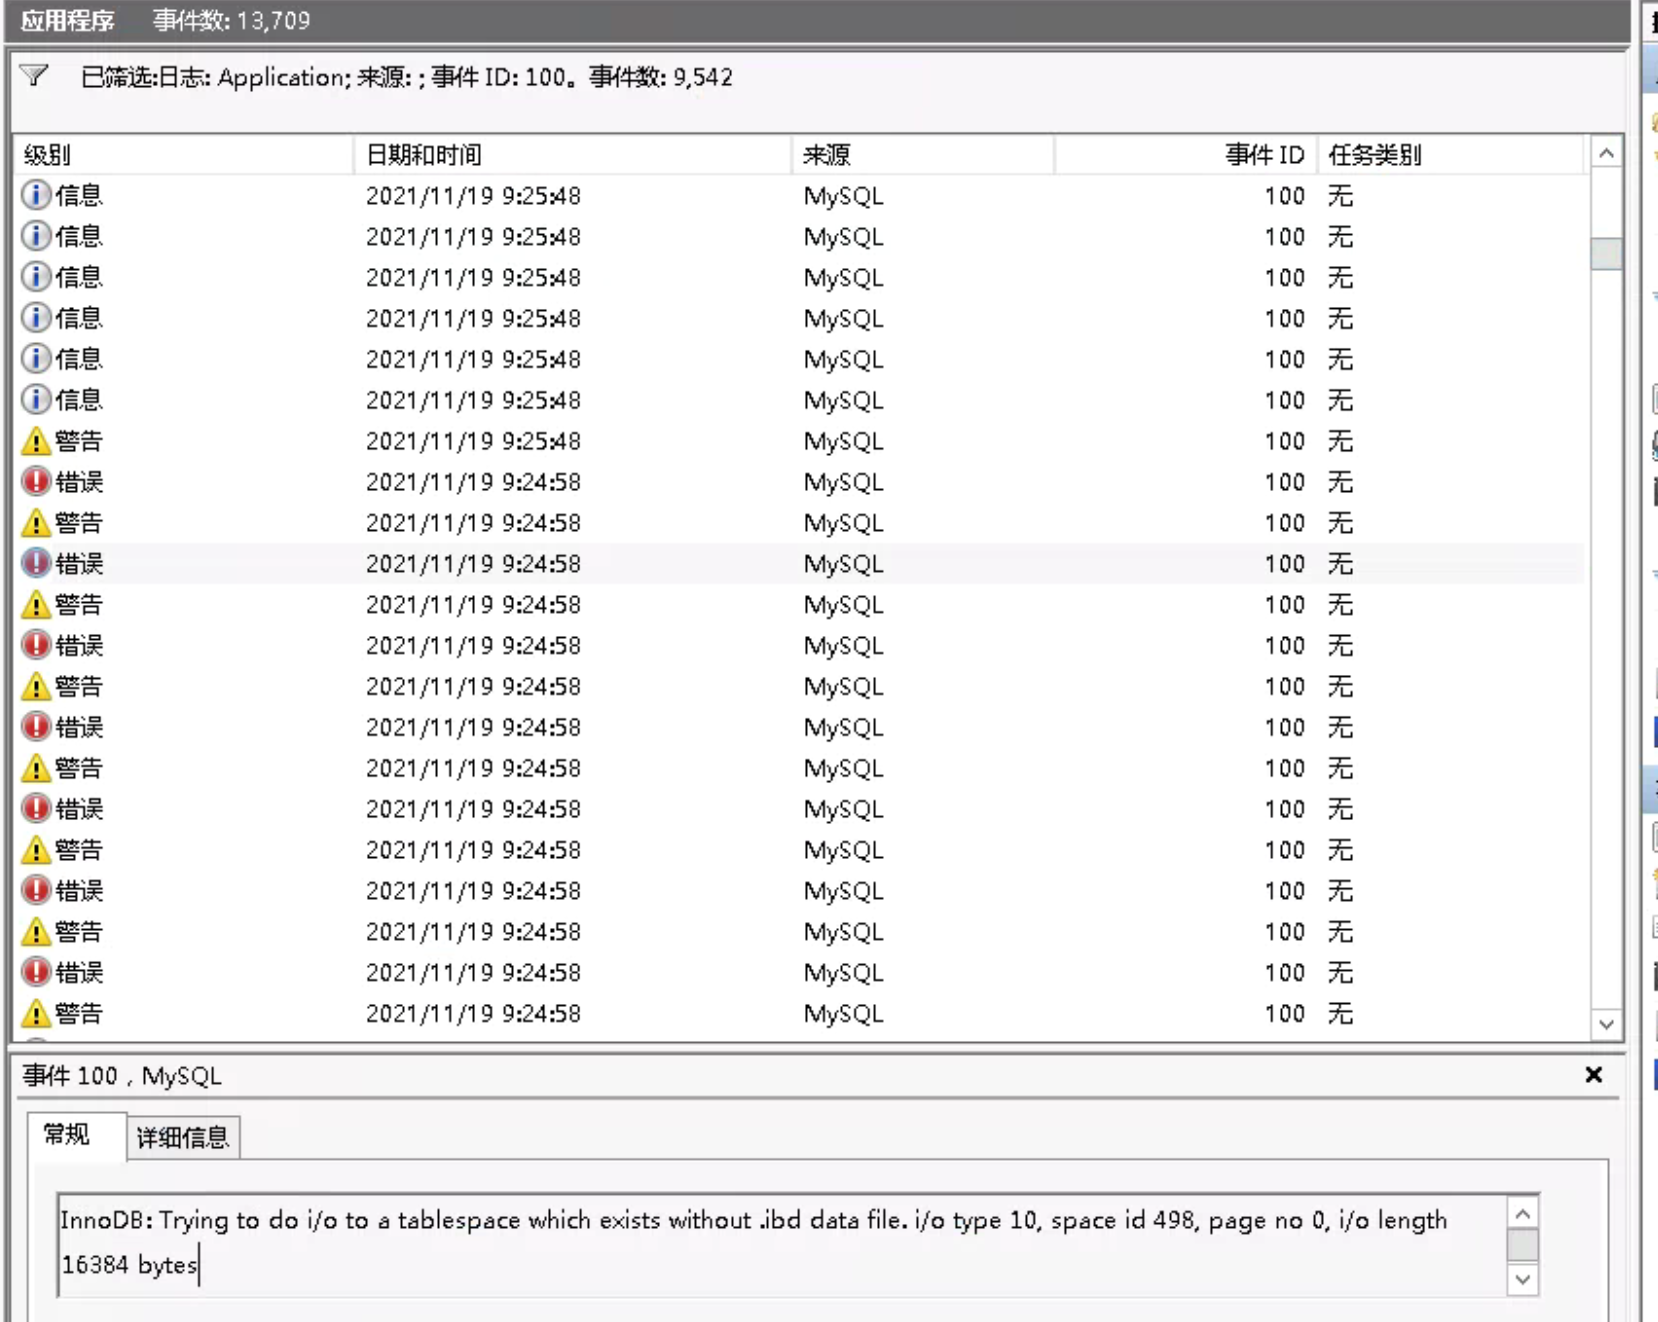 应用程序 事件数: 13,709
已筛选:日志: Application; 来源: ; 事件 ID: 100。事件数: 9,542
级别 日期和时间 来源 事件 ID 任务类别
信息 2021/11/19 9:25:48 MySQL 100 无
信息 2021/11/19 9:25:48 MySQL 100 无
信息 2021/11/19 9:25:48 MySQL 100 无
信息 2021/11/19 9:25:48 MySQL 100 无
信息 2021/11/19 9:25:48 MySQL 100 无
信息 2021/11/19 9:25:48 MySQL 100 无
警告 2021/11/19 9:25:48 MySQL 100 无
错误 2021/11/19 9:24:58 MySQL 100 无
警告 2021/11/19 9:24:58 MySQL 100 无
错误 2021/11/19 9:24:58 MySQL 100 无
警告 2021/11/19 9:24:58 MySQL 100 无
错误 2021/11/19 9:24:58 MySQL 100 无
警告 2021/11/19 9:24:58 MySQL 100 无
错误 2021/11/19 9:24:58 MySQL 100 无
警告 2021/11/19 9:24:58 MySQL 100 无
错误 2021/11/19 9:24:58 MySQL 100 无
警告 2021/11/19 9:24:58 MySQL 100 无
错误 2021/11/19 9:24:58 MySQL 100 无
警告 2021/11/19 9:24:58 MySQL 100 无
错误 2021/11/19 9:24:58 MySQL 100 无
警告 2021/11/19 9:24:58 MySQL 100 无
事件 100，MySQL
常规 详细信息
InnoDB: Trying to do i/o to a tablespace which exists without .ibd data file. i/o type 10, space id 498, page no 0, i/o length
16384 bytes